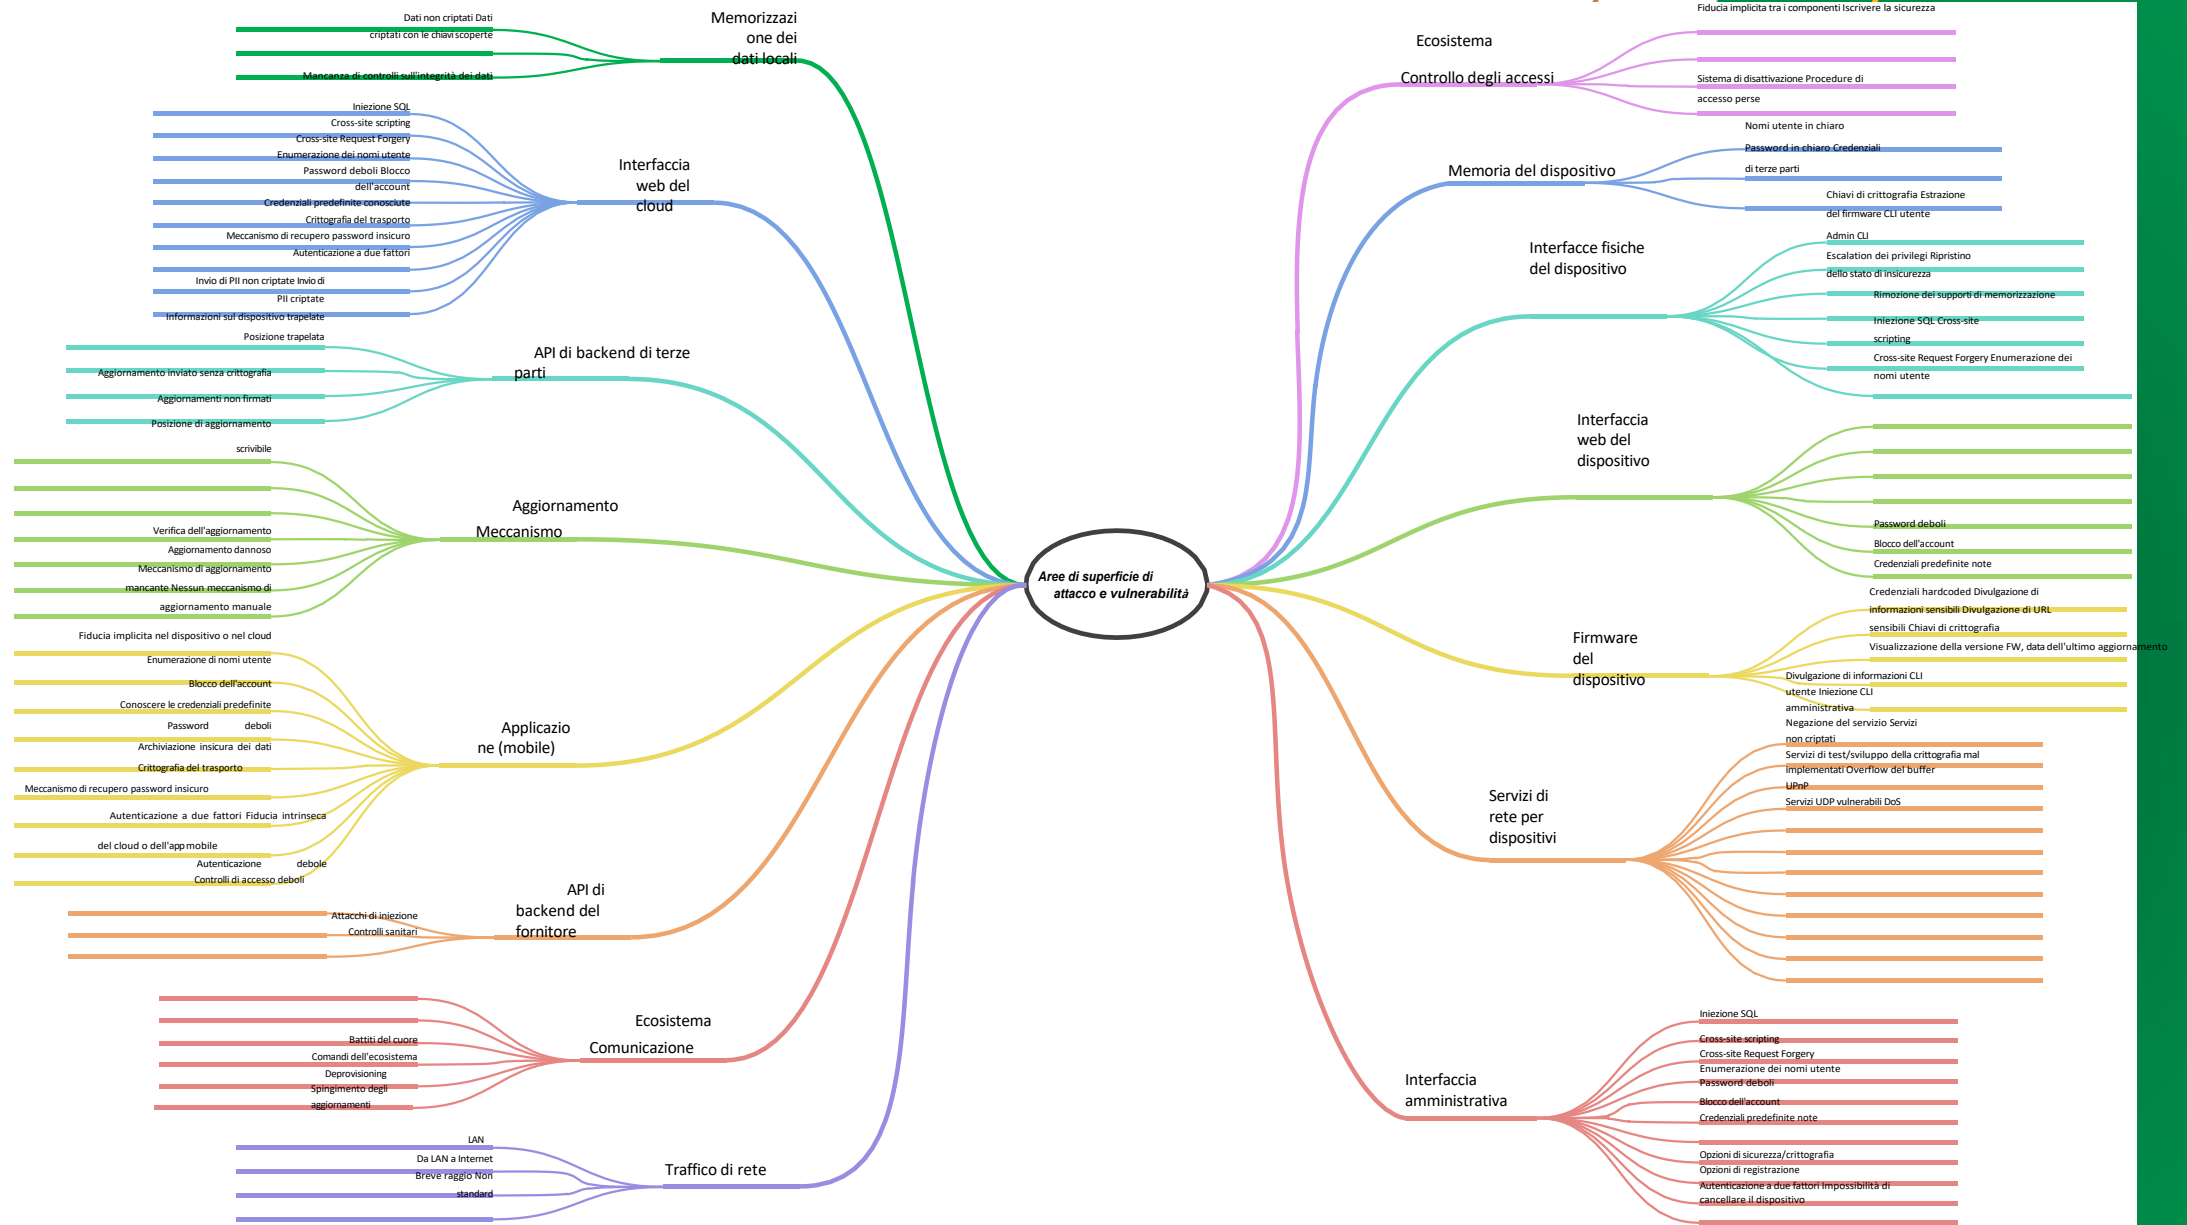 Dati non criptati Dati
criptati con le chiavi scoperte
Mancanza di controlli sull'integrità dei dati
Memorizzazi
one dei
dati locali
Iniezione SQL
Cross-site scripting
Cross-site Request Forgery
Enumerazione dei nomi utente
Password deboli Blocco
dell'account
Credenziali predefinite conosciute
Crittografia del trasporto
Meccanismo di recupero password insicuro
Autenticazione a due fattori
Interfaccia
web del
cloud
Invio di PII non criptate Invio di
PII criptate
Informazioni sul dispositivo trapelate
Posizione trapelata
API di backend di terze
parti
Aggiornamento inviato senza crittografia
Aggiornamenti non firmati
Posizione di aggiornamento
scrivibile
Verifica dell'aggiornamento
Aggiornamento dannoso
Meccanismo di aggiornamento
mancante Nessun meccanismo di
aggiornamento manuale
Aggiornamento
Meccanismo
Fiducia implicita nel dispositivo o nel cloud
Enumerazione di nomi utente
Blocco dell'account
Conoscere le credenziali predefinite
Password deboli
Archiviazione insicura dei dati
Crittografia del trasporto
Meccanismo di recupero password insicuro
Autenticazione a due fattori Fiducia intrinseca
del cloud o dell'app mobile
Autenticazione debole
Controlli di accesso deboli
Applicazio
ne (mobile)
Attacchi di iniezione
Controlli sanitari
API di
backend del
fornitore
Battiti del cuore
Comandi dell'ecosistema
Deprovisioning
Spingimento degli
aggiornamenti
Ecosistema
Comunicazione
LAN
Da LAN a Internet
Breve raggio Non
standard
Traffico di rete
Aree di superficie di
attacco e vulnerabilità
Ecosistema
Controllo degli accessi
Fiducia implicita tra i componenti Iscrivere la sicurezza
Sistema di disattivazione Procedure di
accesso perse
Memoria del dispositivo
Nomi utente in chiaro
Password in chiaro Credenziali
di terze parti
Chiavi di crittografia Estrazione
del firmware CLI utente
Interfacce fisiche
del dispositivo
Admin CLI
Escalation dei privilegi Ripristino
dello stato di insicurezza
Rimozione dei supporti di memorizzazione
Iniezione SQL Cross-site
scripting
Cross-site Request Forgery Enumerazione dei
nomi utente
Interfaccia
web del
dispositivo
Password deboli
Blocco dell'account
Credenziali predefinite note
Credenziali hardcoded Divulgazione di
informazioni sensibili Divulgazione di URL
sensibili Chiavi di crittografia
Visualizzazione della versione FW, data dell'ultimo aggiornamento
Firmware
del
dispositivo
Divulgazione di informazioni CLI
utente Iniezione CLI
amministrativa
Negazione del servizio Servizi
non criptati
Servizi di test/sviluppo della crittografia mal
implementati Overflow del buffer
UPnP
Servizi UDP vulnerabili DoS
Servizi di
rete per
dispositivi
Interfaccia
amministrativa
Iniezione SQL
Cross-site scripting
Cross-site Request Forgery
Enumerazione dei nomi utente
Password deboli
Blocco dell'account
Credenziali predefinite note
Opzioni di sicurezza/crittografia
Opzioni di registrazione
Autenticazione a due fattori Impossibilità di
cancellare il dispositivo